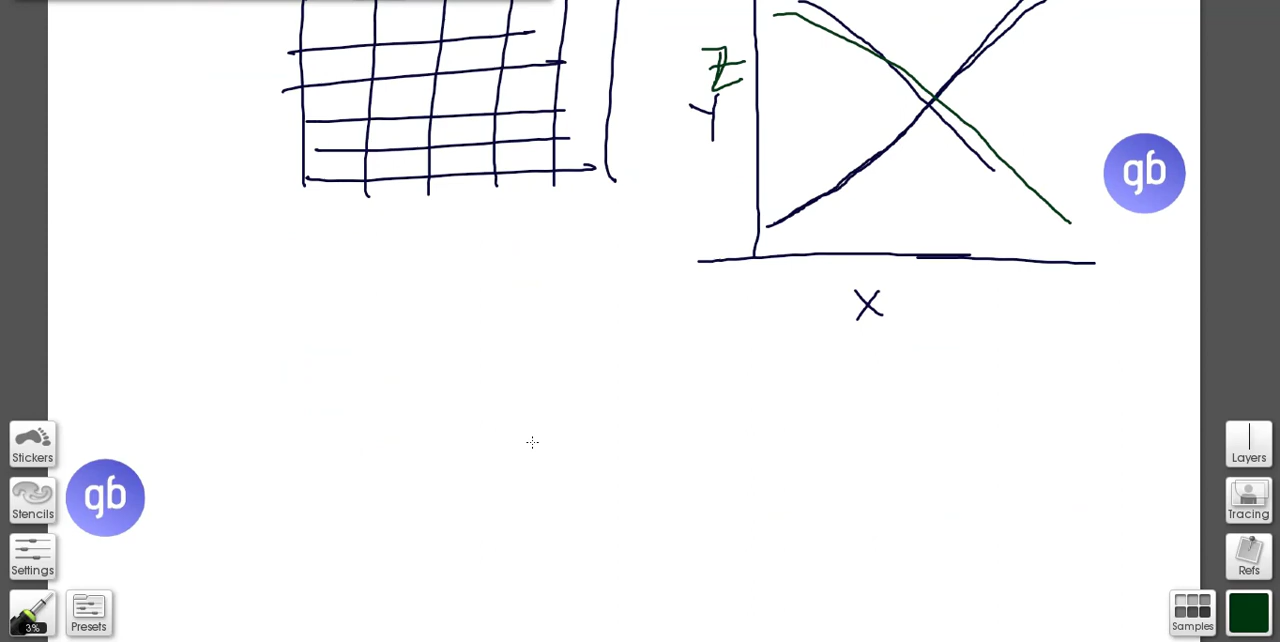 Z
Y
gb
X
Stickers
Layers
gb
Stencils
Tracing
Settings
Refs
3%
Presets
Samples